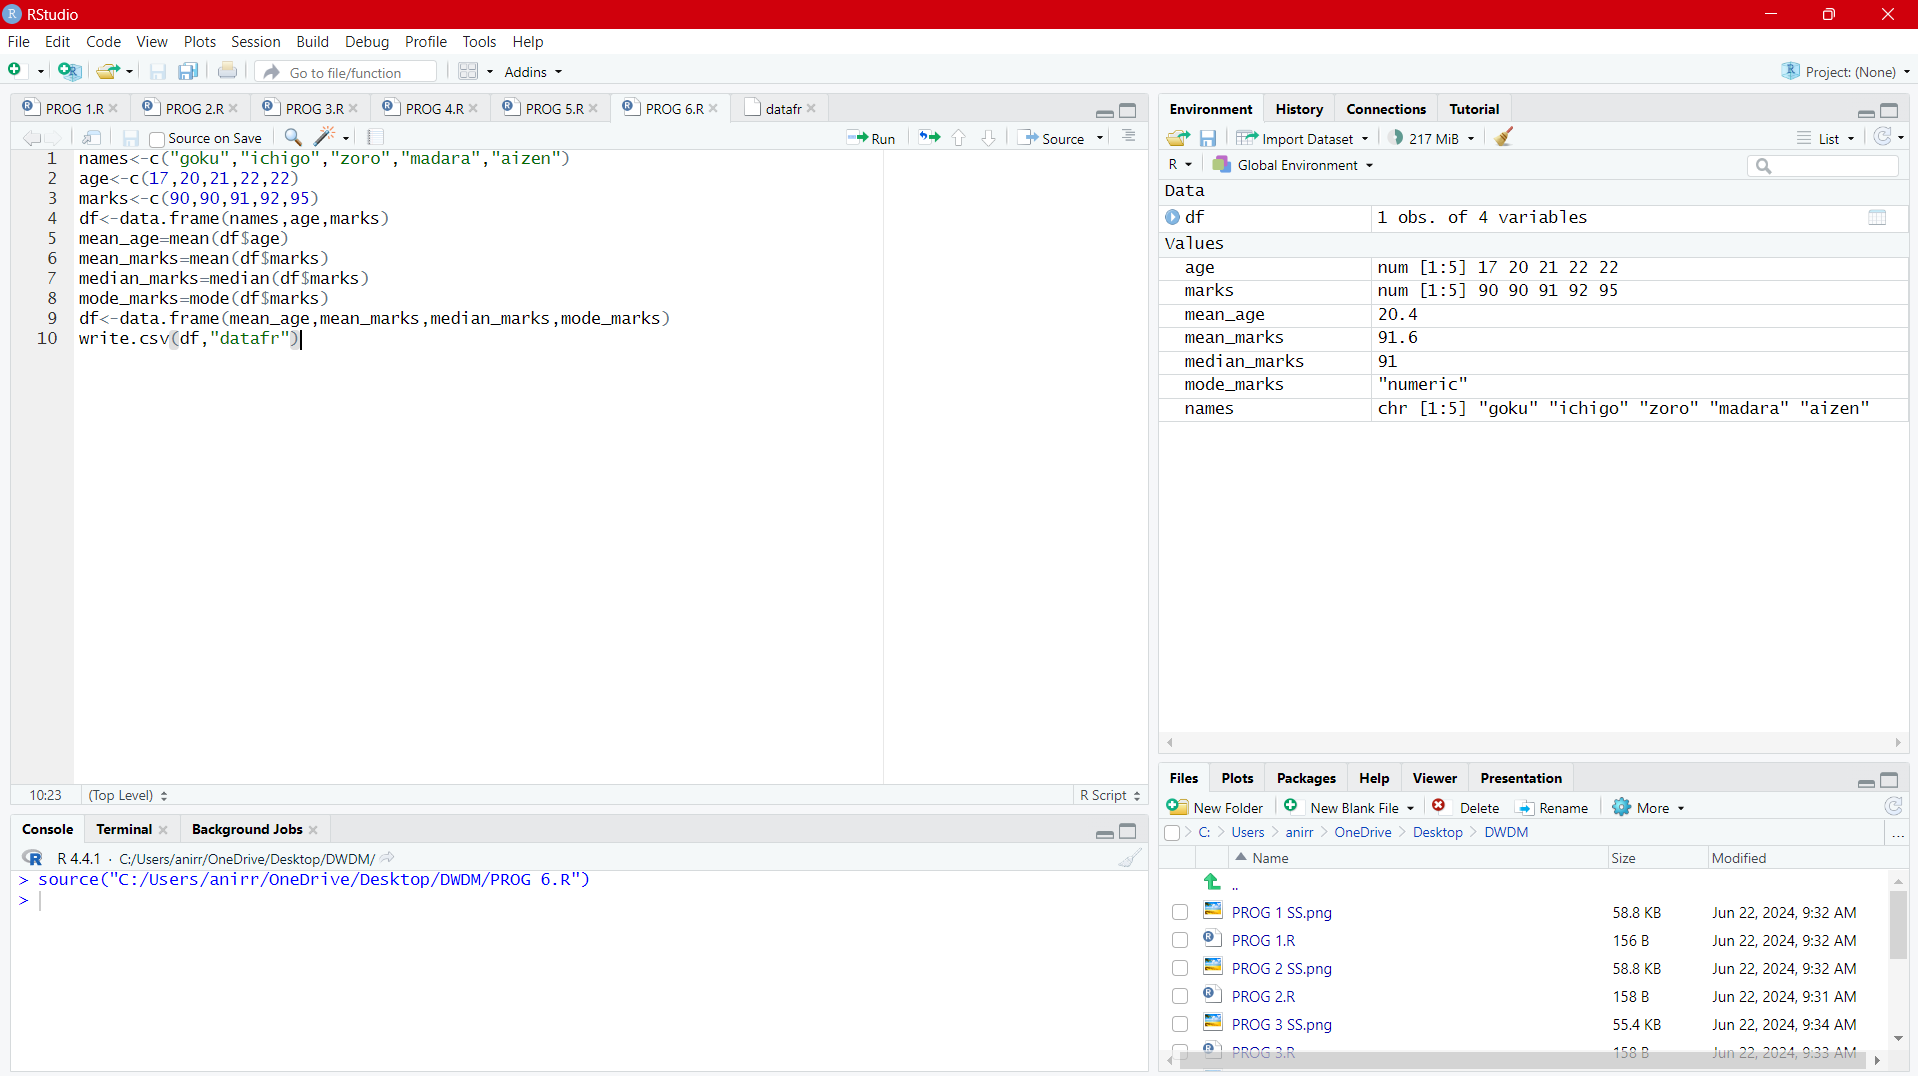 RStudio
File Edit Code View Plots Session Build Debug Profile Tools Help
Go to file/function Addins Project: (None)
PROG 1.R PROG 2.R PROG 3.R PROG 4.R PROG 5.R PROG 6.R datafr
Source on Save Run Source
1 names<-c("goku","ichigo","zoro","madara","aizen")
2 age<-c(17,20,21,22,22)
3 marks<-c(90,90,91,92,95)
4 df<-data.frame(names,age,marks)
5 mean_age=mean(df$age)
6 mean_marks=mean(df$marks)
7 median_marks=median(df$marks)
8 mode_marks=mode(df$marks)
9 df<-data.frame(mean_age,mean_marks,median_marks,mode_marks)
10 write.csv(df,"datafr")
10:23 (Top Level) R Script
Console Terminal Background Jobs
R 4.4.1 · C:/Users/anirr/OneDrive/Desktop/DWDM/
> source("C:/Users/anirr/OneDrive/Desktop/DWDM/PROG 6.R")
>
Environment History Connections Tutorial
Import Dataset 217 MiB List
R Global Environment
Data
df 1 obs. of 4 variables
Values
age num [1:5] 17 20 21 22 22
marks num [1:5] 90 90 91 92 95
mean_age 20.4
mean_marks 91.6
median_marks 91
mode_marks "numeric"
names chr [1:5] "goku" "ichigo" "zoro" "madara" "aizen"
Files Plots Packages Help Viewer Presentation
New Folder New Blank File Delete Rename More
C: Users anirr OneDrive Desktop DWDM ...
Name Size Modified
..
PROG 1 SS.png 58.8 KB Jun 22, 2024, 9:32 AM
PROG 1.R 156 B Jun 22, 2024, 9:32 AM
PROG 2 SS.png 58.8 KB Jun 22, 2024, 9:32 AM
PROG 2.R 158 B Jun 22, 2024, 9:31 AM
PROG 3 SS.png 55.4 KB Jun 22, 2024, 9:34 AM
PROG 3.R 158 B Jun 22, 2024, 9:33 AM